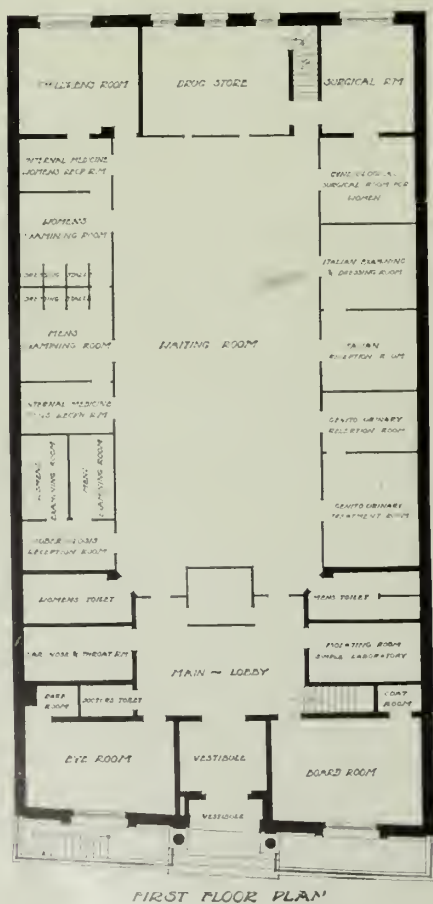 CHILDRENS ROOM
DRUG STORE
SURGICAL RM
INTERNAL MEDICINE
WOMENS RECP. RM
GYNECOLOGICAL
SURGICAL ROOM FOR
WOMEN
WOMENS
EXAMINING ROOM
ITALIAN EXAMINING
& DRESSING ROOM
DRESSING TOILET
DRESSING TOILET
MENS
EXAMINING ROOM
WAITING ROOM
ITALIAN
RECEPTION ROOM
INTERNAL MEDICINE
MENS RECEP. RM
GENITO URINARY
RECEPTION ROOM
WOMENS
EXAMINING ROOM
MENS
EXAMINING ROOM
GENITO URINARY
TREATMENT ROOM
TUBERCULOSIS
RECEPTION ROOM
WOMENS TOILET
MENS TOILET
EAR NOSE & THROAT RM
ISOLATING ROOM
SIMPLE LABORATORY
MAIN ~ LOBBY
DARK
ROOM
DOCTORS TOILET
COAT
ROOM
EYE ROOM
VESTIBULE
BOARD ROOM
VESTIBULE
FIRST FLOOR PLAN